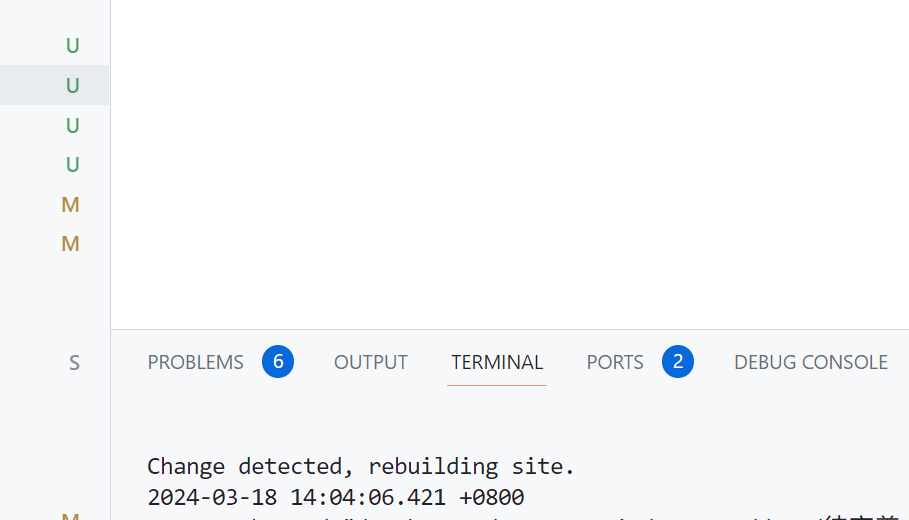 U
U
U
U
M
M
S
PROBLEMS 6 OUTPUT TERMINAL PORTS 2 DEBUG CONSOLE
Change detected, rebuilding site.
2024-03-18 14:04:06.421 +0800
M